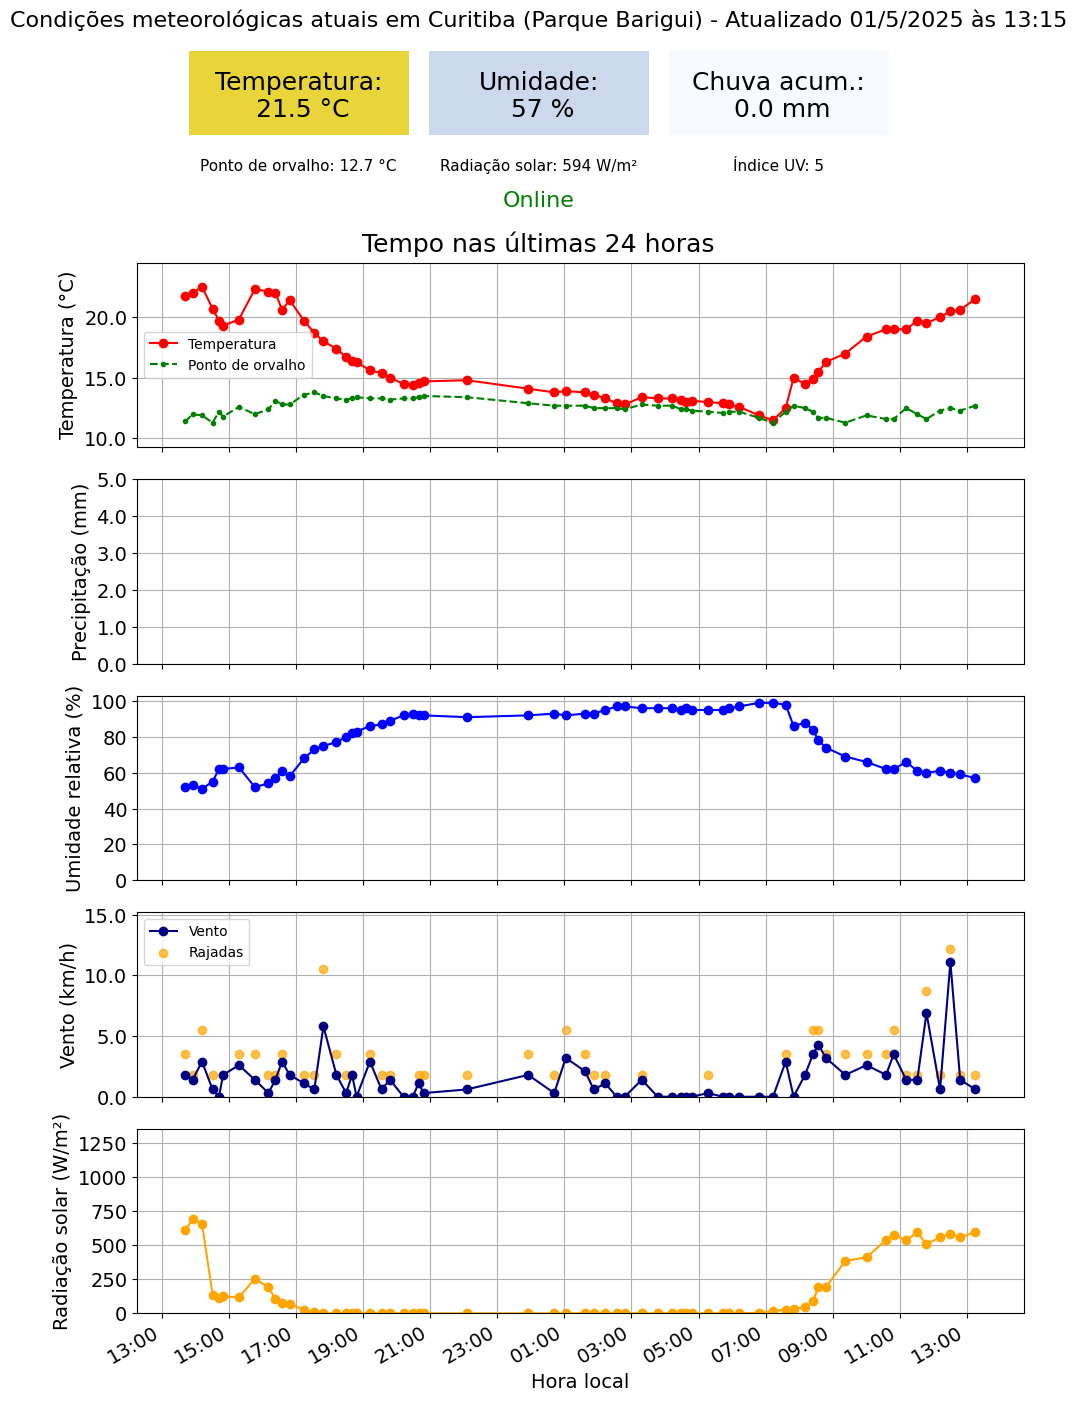 Condições meteorológicas atuais em Curitiba (Parque Barigui) - Atualizado 01/5/2025 às 13:15
Temperatura:
21.5 °C
Umidade:
57 %
Chuva acum.:
0.0 mm
Ponto de orvalho: 12.7 °C
Radiação solar: 594 W/m²
Índice UV: 5
Online
Tempo nas últimas 24 horas
Temperatura (°C)
20.0
15.0
10.0
Temperatura
Ponto de orvalho
Precipitação (mm)
5.0
4.0
3.0
2.0
1.0
0.0
Umidade relativa (%)
100
80
60
40
20
0
Vento (km/h)
15.0
10.0
5.0
0.0
Vento
Rajadas
Radiação solar (W/m²)
1250
1000
750
500
250
0
13:00
15:00
17:00
19:00
21:00
23:00
01:00
03:00
05:00
07:00
09:00
11:00
13:00
Hora local